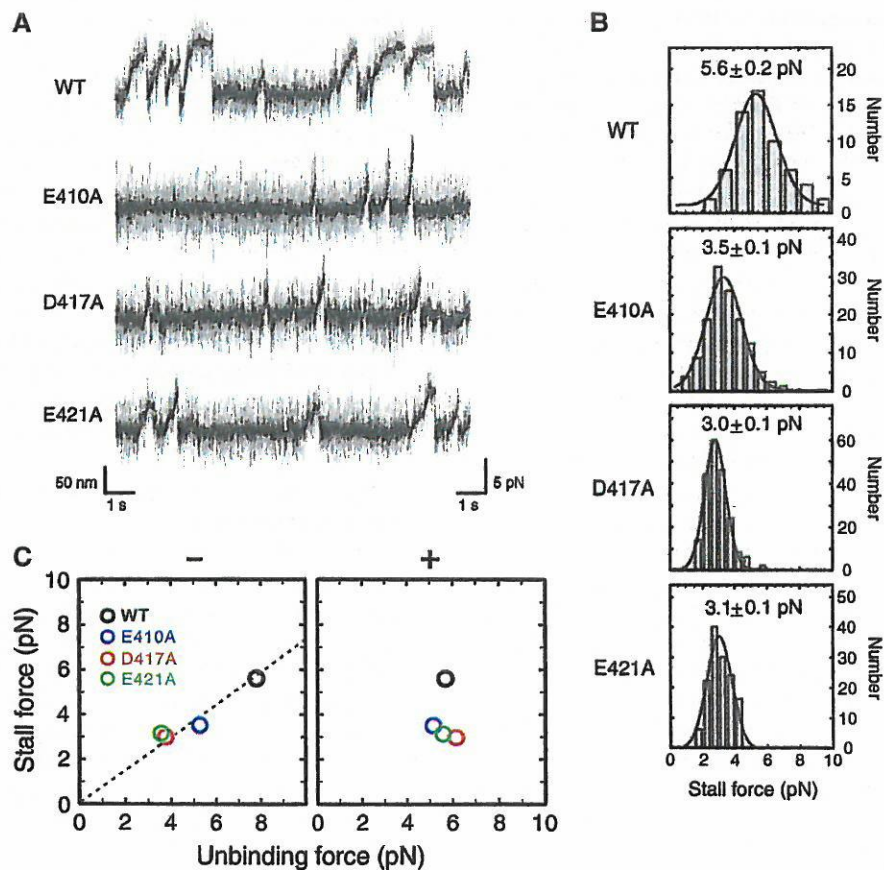 A
WT
E410A
D417A
E421A
50 nm
1 s
5 pN
1 s
B
WT
5.6±0.2 pN
20
15
10
5
0
Number
E410A
3.5±0.1 pN
40
30
20
10
0
Number
D417A
3.0±0.1 pN
60
40
20
0
Number
E421A
3.1±0.1 pN
50
40
30
20
10
0
Number
0 2 4 6 8 10
Stall force (pN)
C
− +
10
8
6
4
2
0
Stall force (pN)
WT
E410A
D417A
E421A
0 2 4 6 8
0 2 4 6 8 10
Unbinding force (pN)